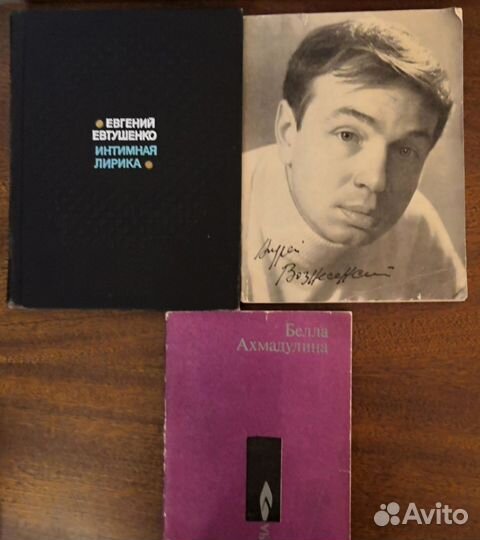 ЕВГЕНИЙ
ЕВТУШЕНКО
ИНТИМНАЯ
ЛИРИКА
Андрей
Вознесенский
Белла
Ахмадулина
Avito